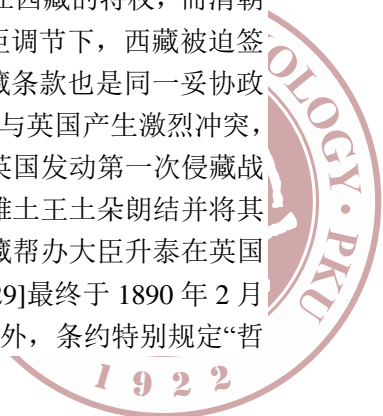 在西藏的特权，而清朝
臣调节下，西藏被迫签
藏条款也是同一妥协政
与英国产生激烈冲突，
英国发动第一次侵藏战
雄土王土朵朗结并将其
藏帮办大臣升泰在英国
29]最终于 1890 年 2 月
外，条约特别规定“哲
OLOGY · PKU
1922